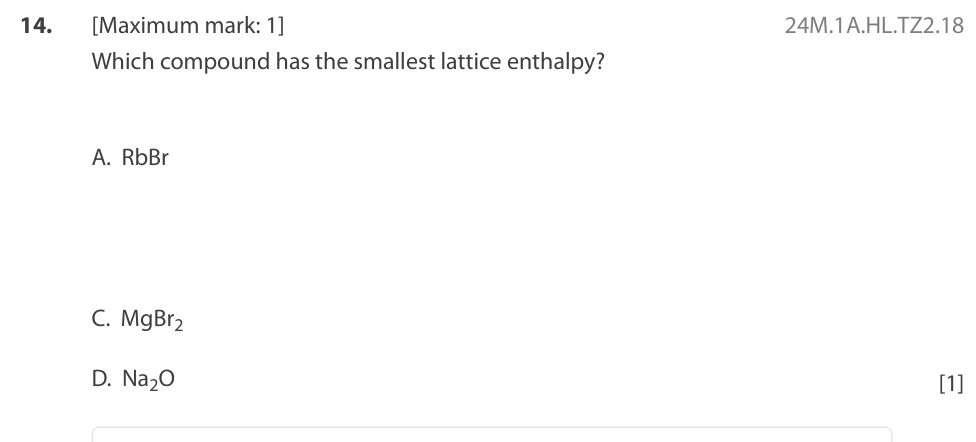 14. [Maximum mark: 1] 24M.1A.HL.TZ2.18
Which compound has the smallest lattice enthalpy?
A. RbBr
C. MgBr₂
D. Na₂O
[1]